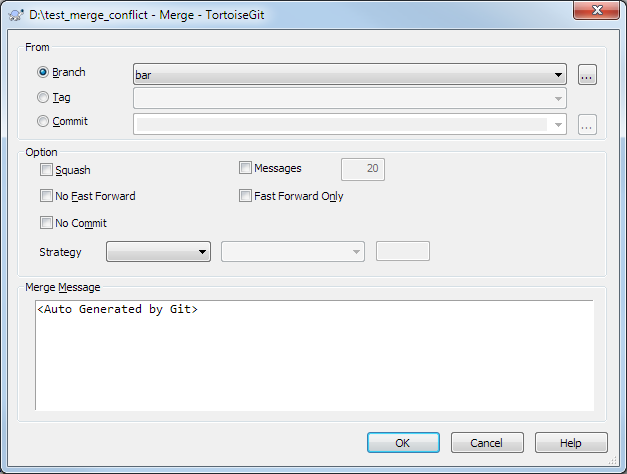 D:\test_merge_conflict - Merge - TortoiseGit
From
Branch
bar
...
Tag
Commit
...
Option
Squash
Messages
20
No Fast Forward
Fast Forward Only
No Commit
Strategy
Merge Message
<Auto Generated by Git>
OK
Cancel
Help